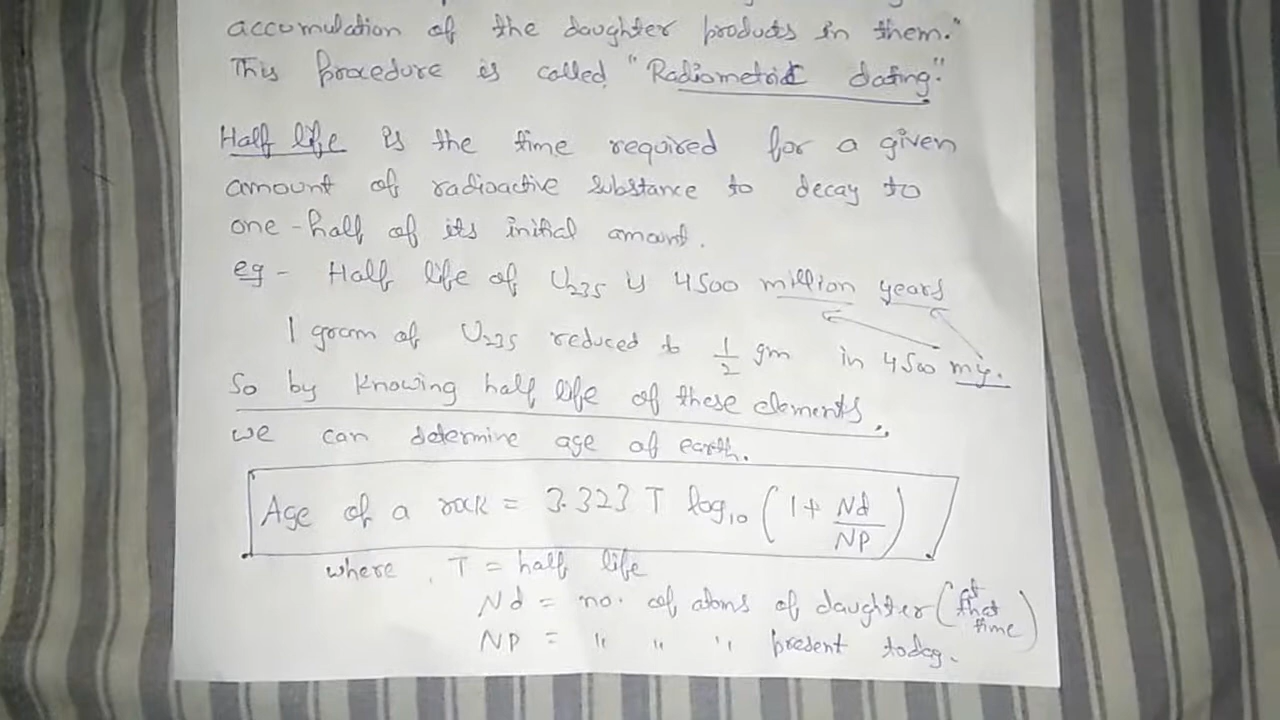 accumulation of the daughter products in them."
This procedure is called "Radiometric dating".
Half life is the time required for a given
amount of radioactive substance to decay to
one-half of its initial amount.
eg - Half life of U235 is 4500 million years
1 gram of U235 reduced to 1/2 gm in 4500 my.
So by knowing half life of these elements,
we can determine age of earth.
Age of a rock = 3.323 T log10 (1 + Nd/NP)
where, T = half life
Nd = no. of atoms of daughter (at that time)
NP = " " " present today.